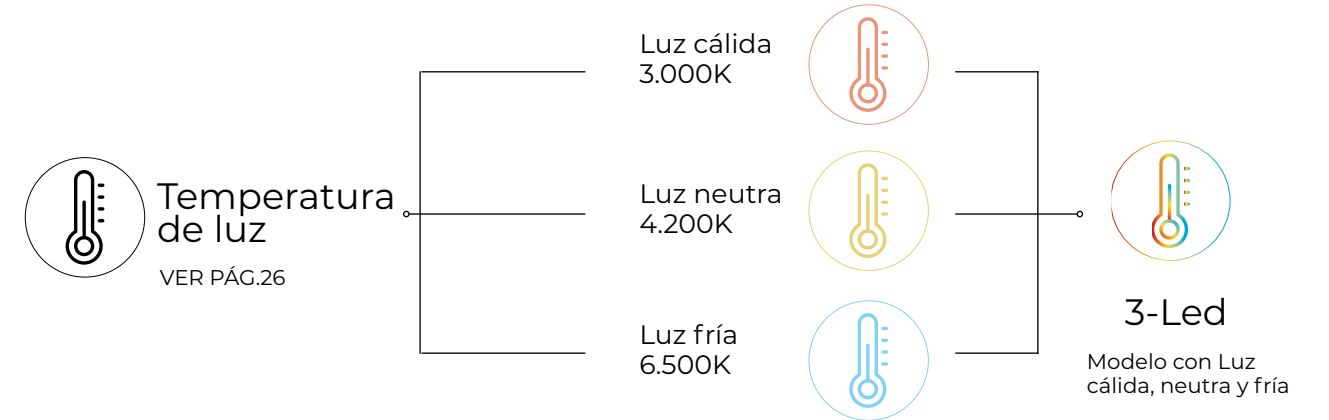 Temperatura
de luz
VER PÁG.26
Luz cálida
3.000K
Luz neutra
4.200K
Luz fría
6.500K
3-Led
Modelo con Luz
cálida, neutra y fría